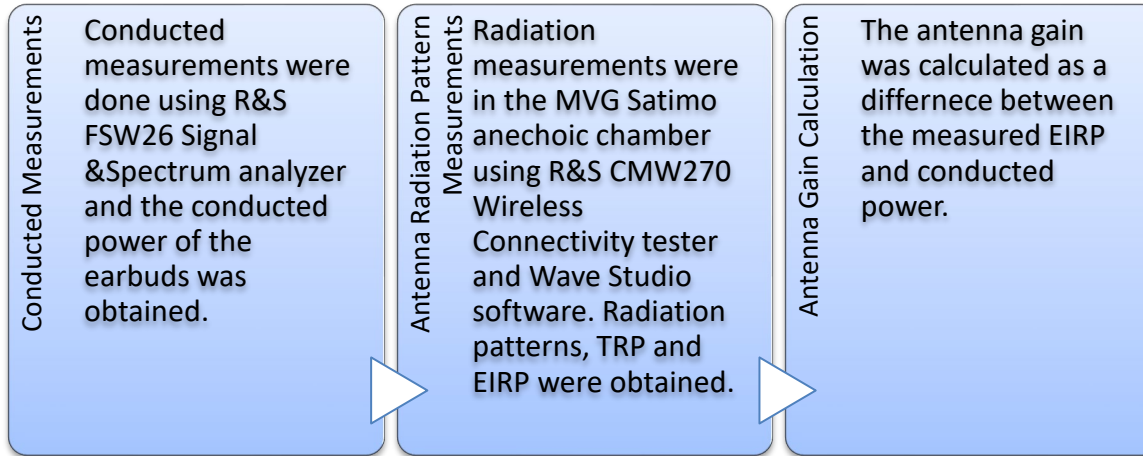 Conducted Measurements
Conducted
measurements were
done using R&S
FSW26 Signal
&Spectrum analyzer
and the conducted
power of the
earbuds was
obtained.
Antenna Radiation Pattern
Measurements
Radiation
measurements were
in the MVG Satimo
anechoic chamber
using R&S CMW270
Wireless
Connectivity tester
and Wave Studio
software. Radiation
patterns, TRP and
EIRP were obtained.
Antenna Gain Calculation
The antenna gain
was calculated as a
differnece between
the measured EIRP
and conducted
power.